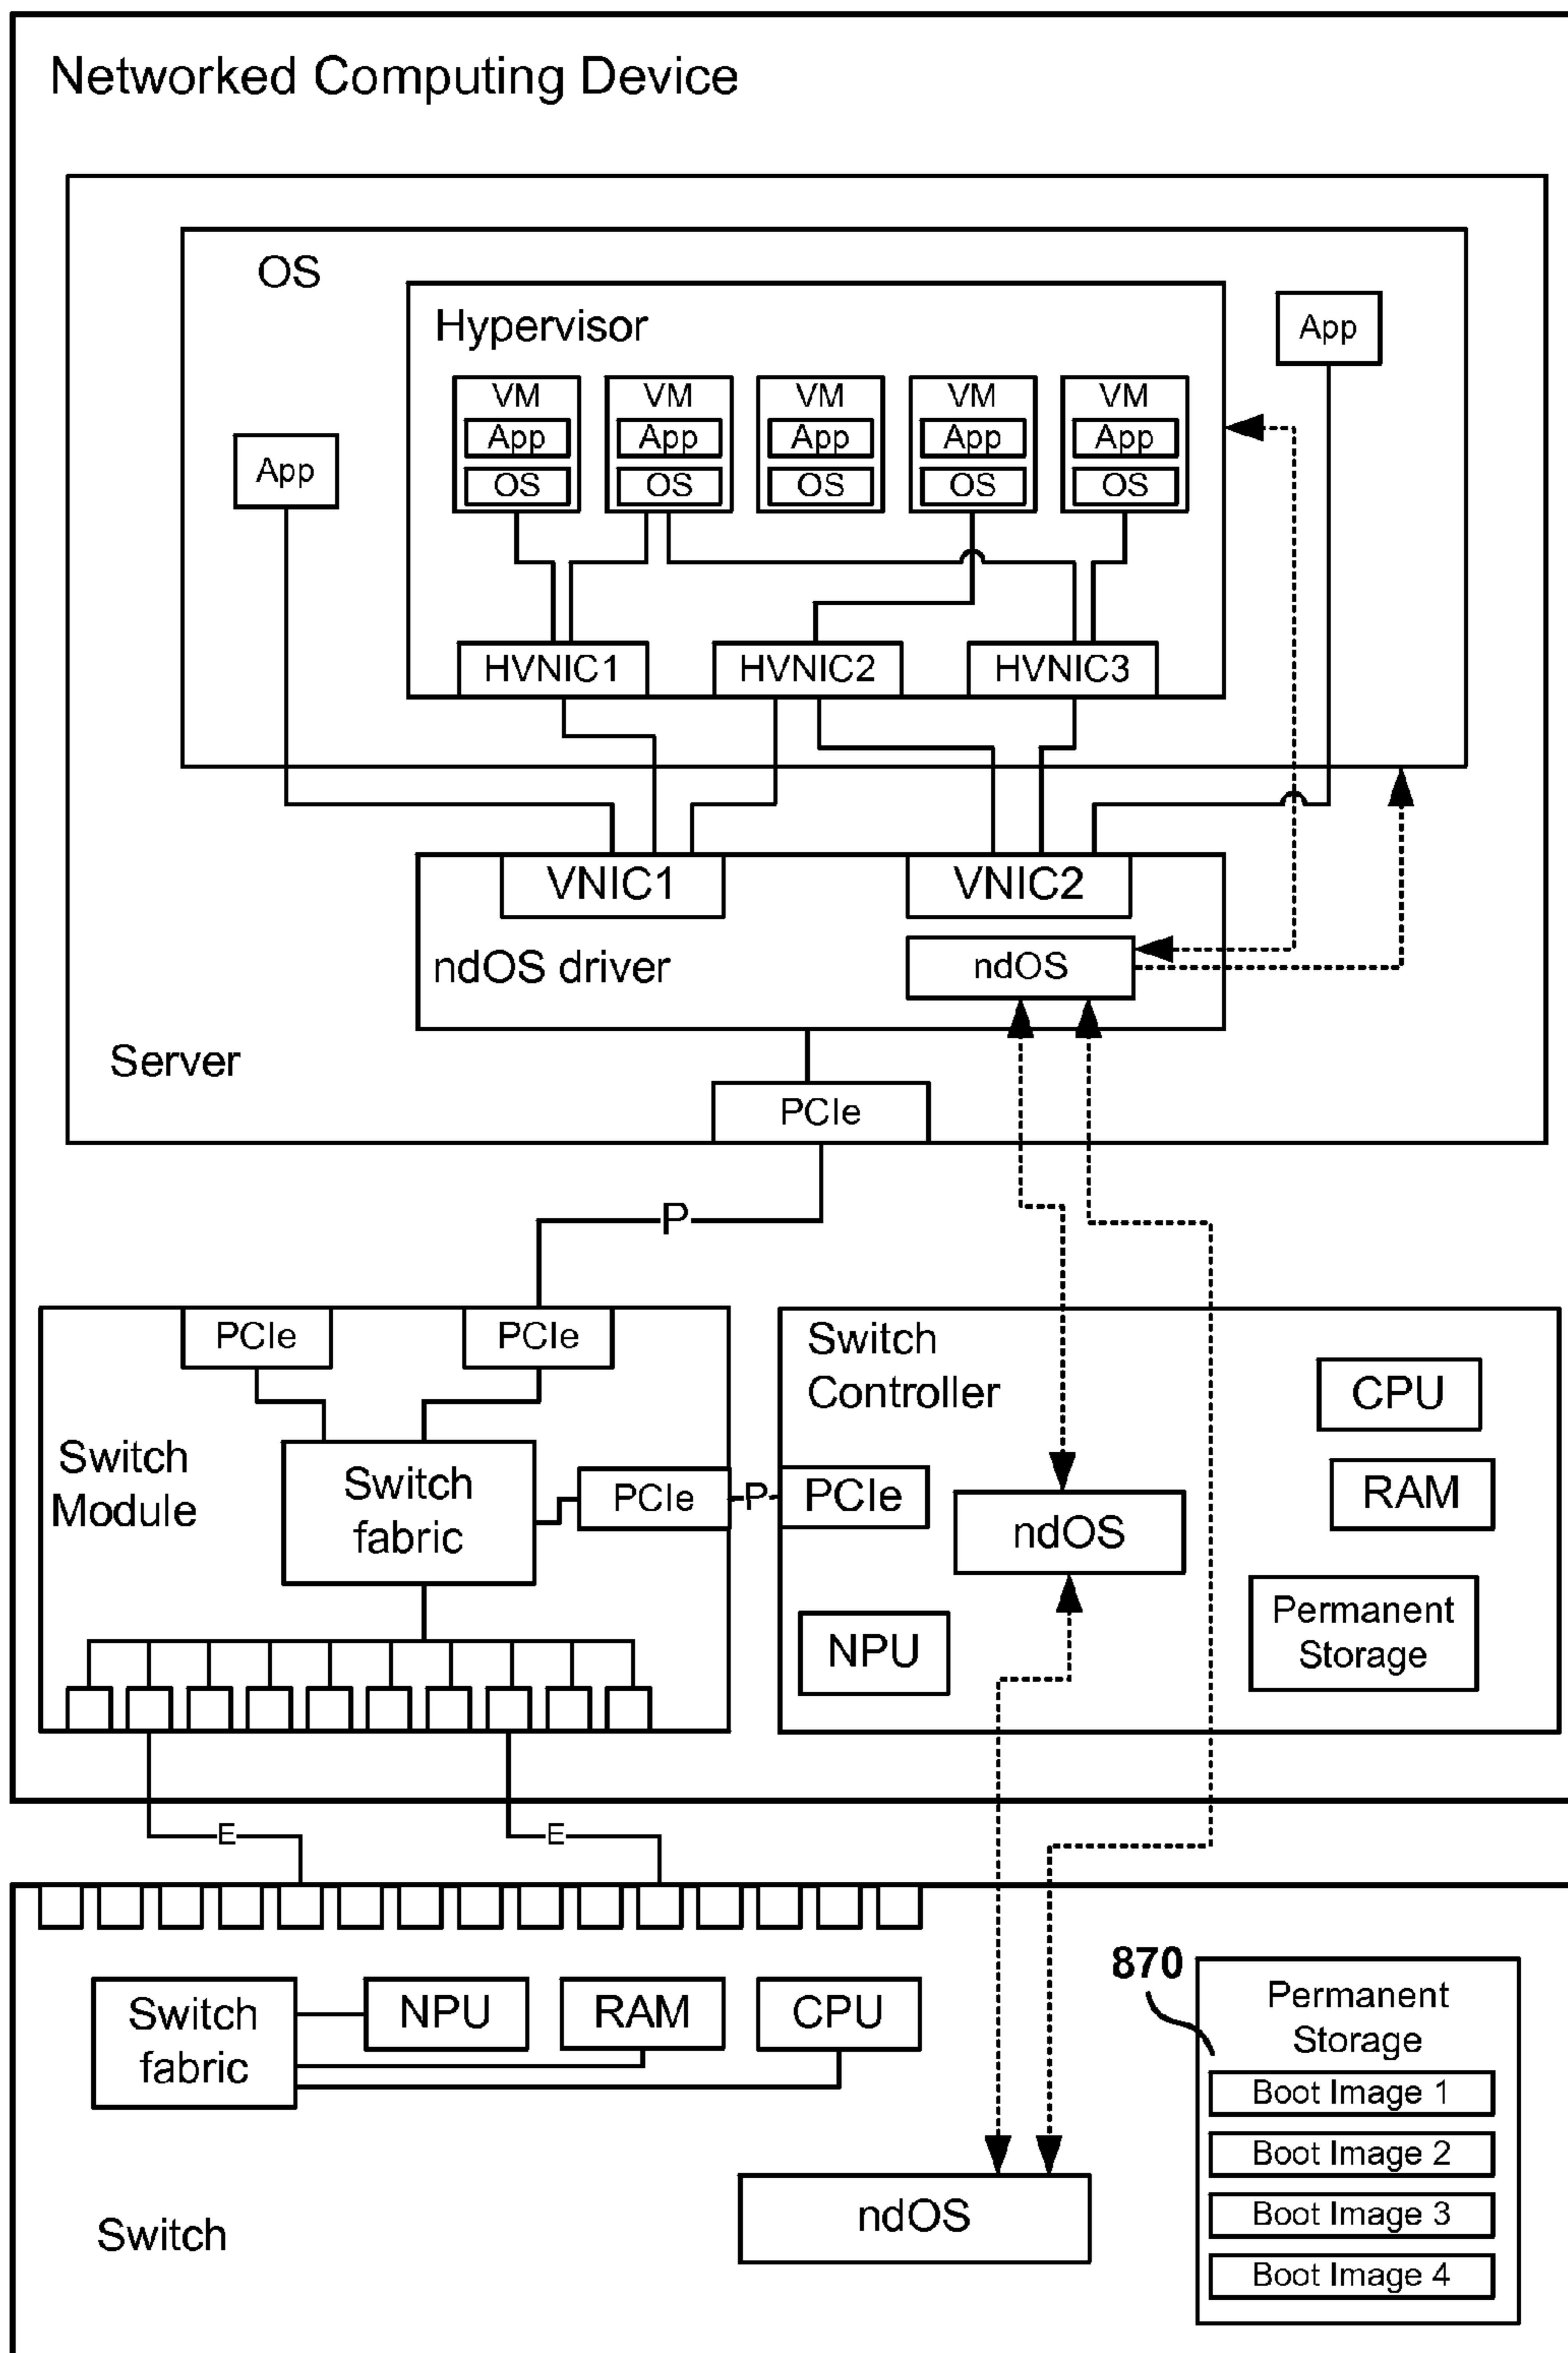 Networked Computing Device
OS
Hypervisor
App
VM
VM
VM
VM
VM
App
App
App
App
App
App
OS
OS
OS
OS
OS
HVNIC1
HVNIC2
HVNIC3
VNIC1
VNIC2
ndOS driver
ndOS
Server
PCIe
P
PCIe
PCIe
Switch
Controller
CPU
Switch
Module
Switch
fabric
PCIe
P
PCIe
RAM
ndOS
NPU
Permanent
Storage
E
E
870
Permanent
Storage
Switch
fabric
NPU
RAM
CPU
Boot Image 1
Boot Image 2
Boot Image 3
Boot Image 4
ndOS
Switch